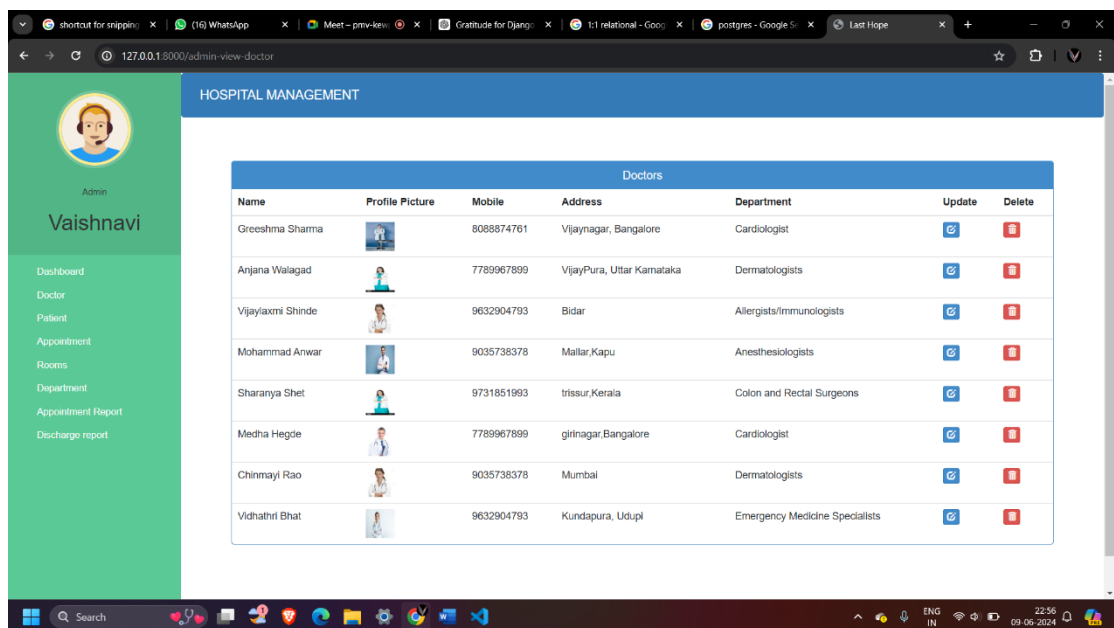 shortcut for snipping
(16) WhatsApp
Meet – pmv-kew
Gratitude for Django
1:1 relational - Goog
postgres - Google Se
Last Hope
127.0.0.1:8000/admin-view-doctor
HOSPITAL MANAGEMENT
Admin
Vaishnavi
Dashboard
Doctor
Patient
Appointment
Rooms
Department
Appointment Report
Discharge report
Doctors
Name Profile Picture Mobile Address Department Update Delete
Greeshma Sharma 8088874761 Vijaynagar, Bangalore Cardiologist
Anjana Walagad 7789967899 VijayPura, Uttar Karnataka Dermatologists
Vijaylaxmi Shinde 9632904793 Bidar Allergists/Immunologists
Mohammad Anwar 9035738378 Mallar,Kapu Anesthesiologists
Sharanya Shet 9731851993 trissur,Kerala Colon and Rectal Surgeons
Medha Hegde 7789967899 girinagar,Bangalore Cardiologist
Chinmayi Rao 9035738378 Mumbai Dermatologists
Vidhathri Bhat 9632904793 Kundapura, Udupi Emergency Medicine Specialists
Search
ENG
IN
22:56
09-06-2024